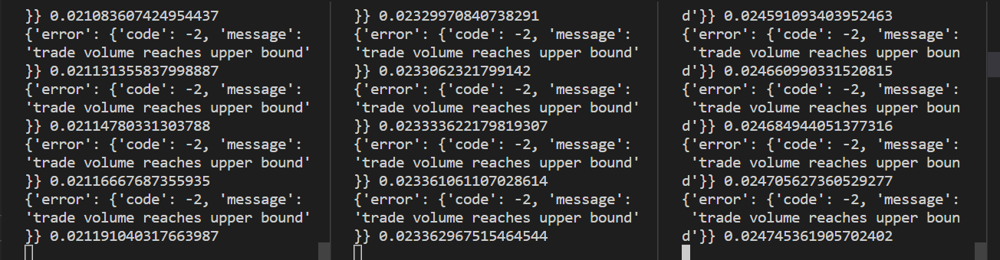 }} 0.021083607424954437
{'error': {'code': -2, 'message':
'trade volume reaches upper bound'
}} 0.021131355837998887
{'error': {'code': -2, 'message':
'trade volume reaches upper bound'
}} 0.02114780331303788
{'error': {'code': -2, 'message':
'trade volume reaches upper bound'
}} 0.02116667687355935
{'error': {'code': -2, 'message':
'trade volume reaches upper bound'
}} 0.021191040317663987
}} 0.02329970840738291
{'error': {'code': -2, 'message':
'trade volume reaches upper bound'
}} 0.0233062321799142
{'error': {'code': -2, 'message':
'trade volume reaches upper bound'
}} 0.023333622179819307
{'error': {'code': -2, 'message':
'trade volume reaches upper bound'
}} 0.023361061107028614
{'error': {'code': -2, 'message':
'trade volume reaches upper bound'
}} 0.023362967515464544
d'}} 0.024591093403952463
{'error': {'code': -2, 'message':
'trade volume reaches upper boun
d'}} 0.024660990331520815
{'error': {'code': -2, 'message':
'trade volume reaches upper boun
d'}} 0.024684944051377316
{'error': {'code': -2, 'message':
'trade volume reaches upper boun
d'}} 0.024705627360529277
{'error': {'code': -2, 'message':
'trade volume reaches upper boun
d'}} 0.024745361905702402